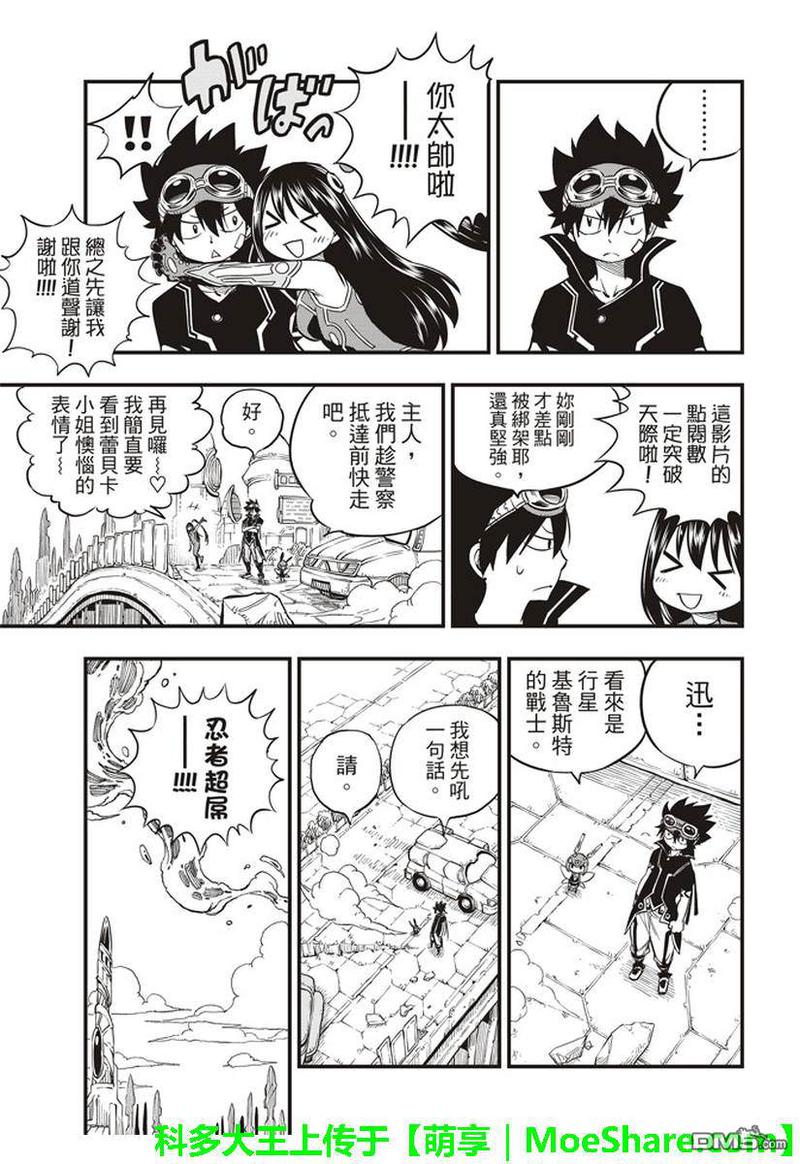 ……
你太帥啦
——!!!!
がばっ
!!
總之先讓我
跟你道聲謝
謝啦!!!!
這影片的
點閱數
一定突破
天際啦!
妳剛剛
才差點
被綁架耶,
還真堅強。
主人,
我們趁警察
抵達前快走
吧。
好。
再見囉~♡
我簡直要
看到蕾貝卡
小姐懊惱的
表情了~
迅…
看來是
行星
基魯斯特
的戰士。
我想先吼
一句話。
請。
忍者超屌
——!!!!
科多大王上传于【萌享｜MoeShare.com】